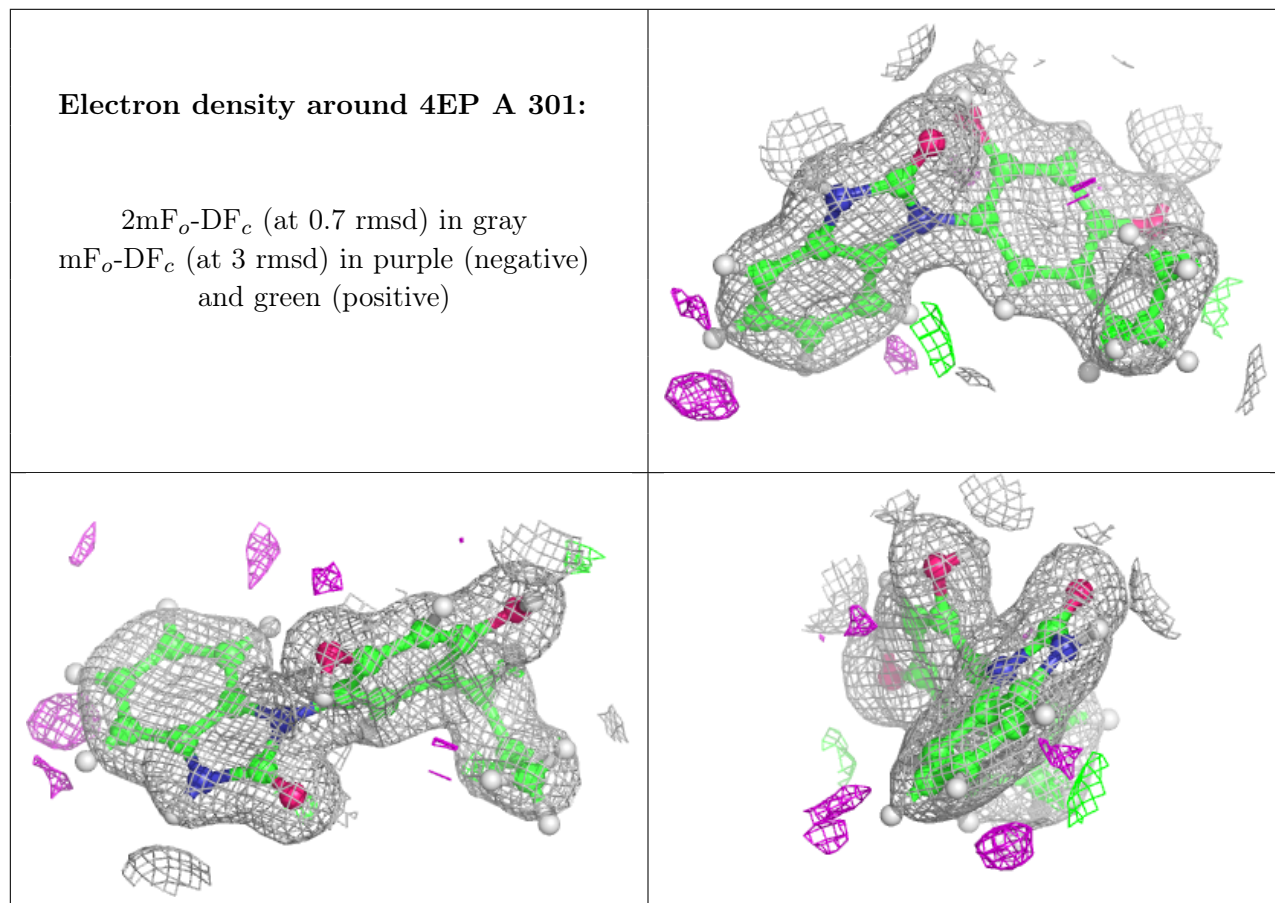 Electron density around 4EP A 301:
2mFo-DFc (at 0.7 rmsd) in gray
mFo-DFc (at 3 rmsd) in purple (negative)
and green (positive)